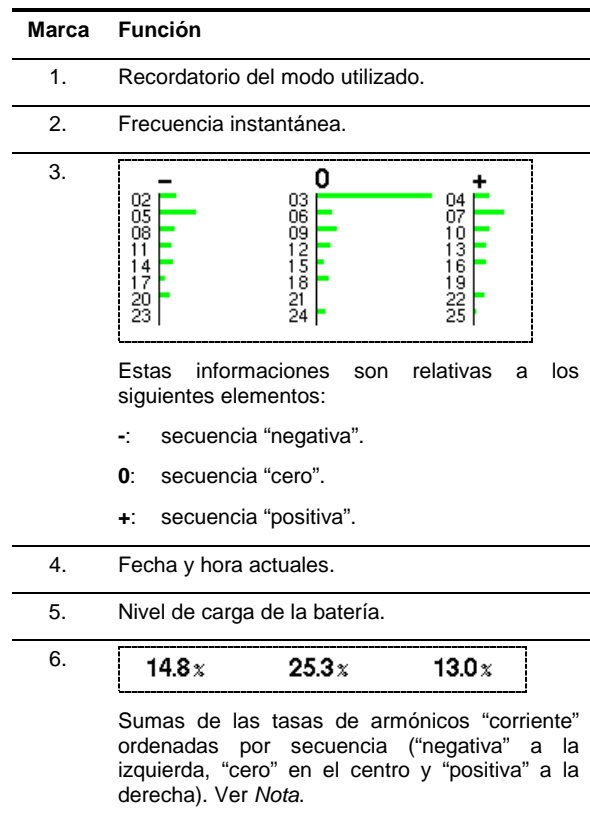 Marca Función
1. Recordatorio del modo utilizado.
2. Frecuencia instantánea.
3.
- 0 +
02 03 04
05 06 07
08 09 10
11 12 13
14 15 16
17 18 19
20 21 22
23 24 25
Estas informaciones son relativas a los
siguientes elementos:
-: secuencia “negativa”.
0: secuencia “cero”.
+: secuencia “positiva”.
4. Fecha y hora actuales.
5. Nivel de carga de la batería.
6. 14.8% 25.3% 13.0%
Sumas de las tasas de armónicos “corriente”
ordenadas por secuencia (“negativa” a la
izquierda, “cero” en el centro y “positiva” a la
derecha). Ver Nota.